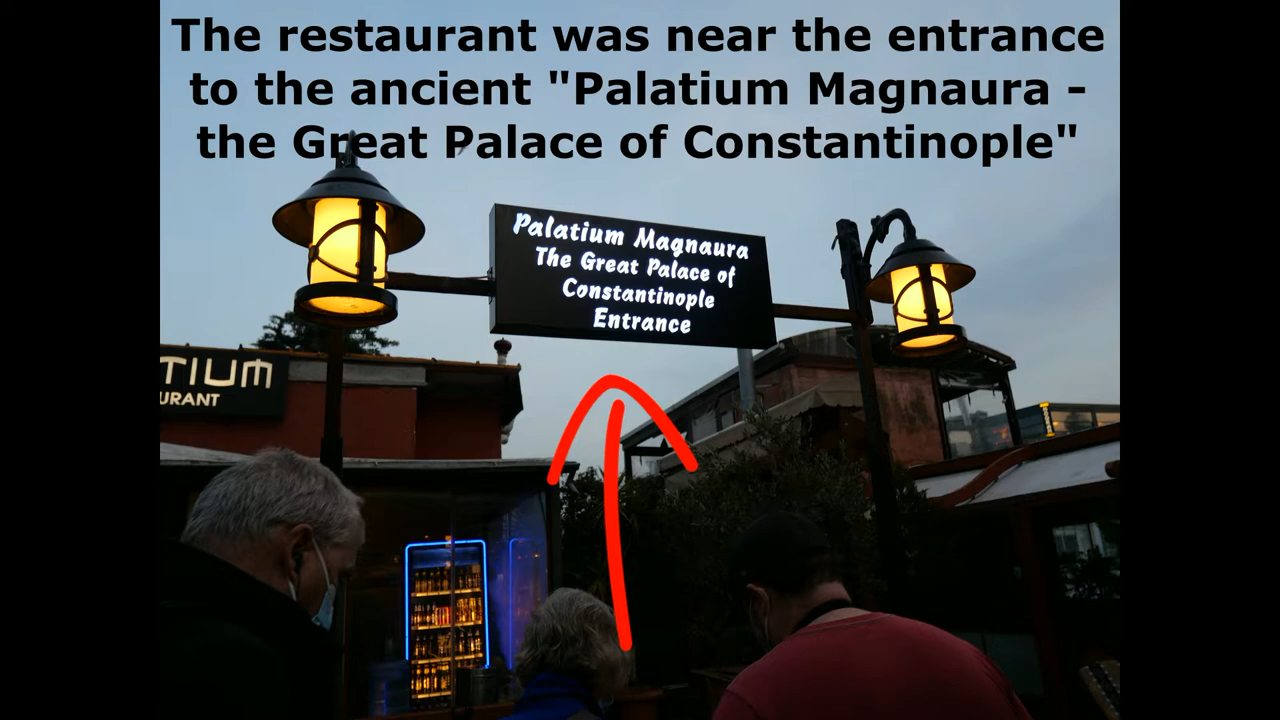 The restaurant was near the entrance
to the ancient "Palatium Magnaura -
the Great Palace of Constantinople"
Palatium Magnaura
The Great Palace of
Constantinople
Entrance
TIUM
URANT